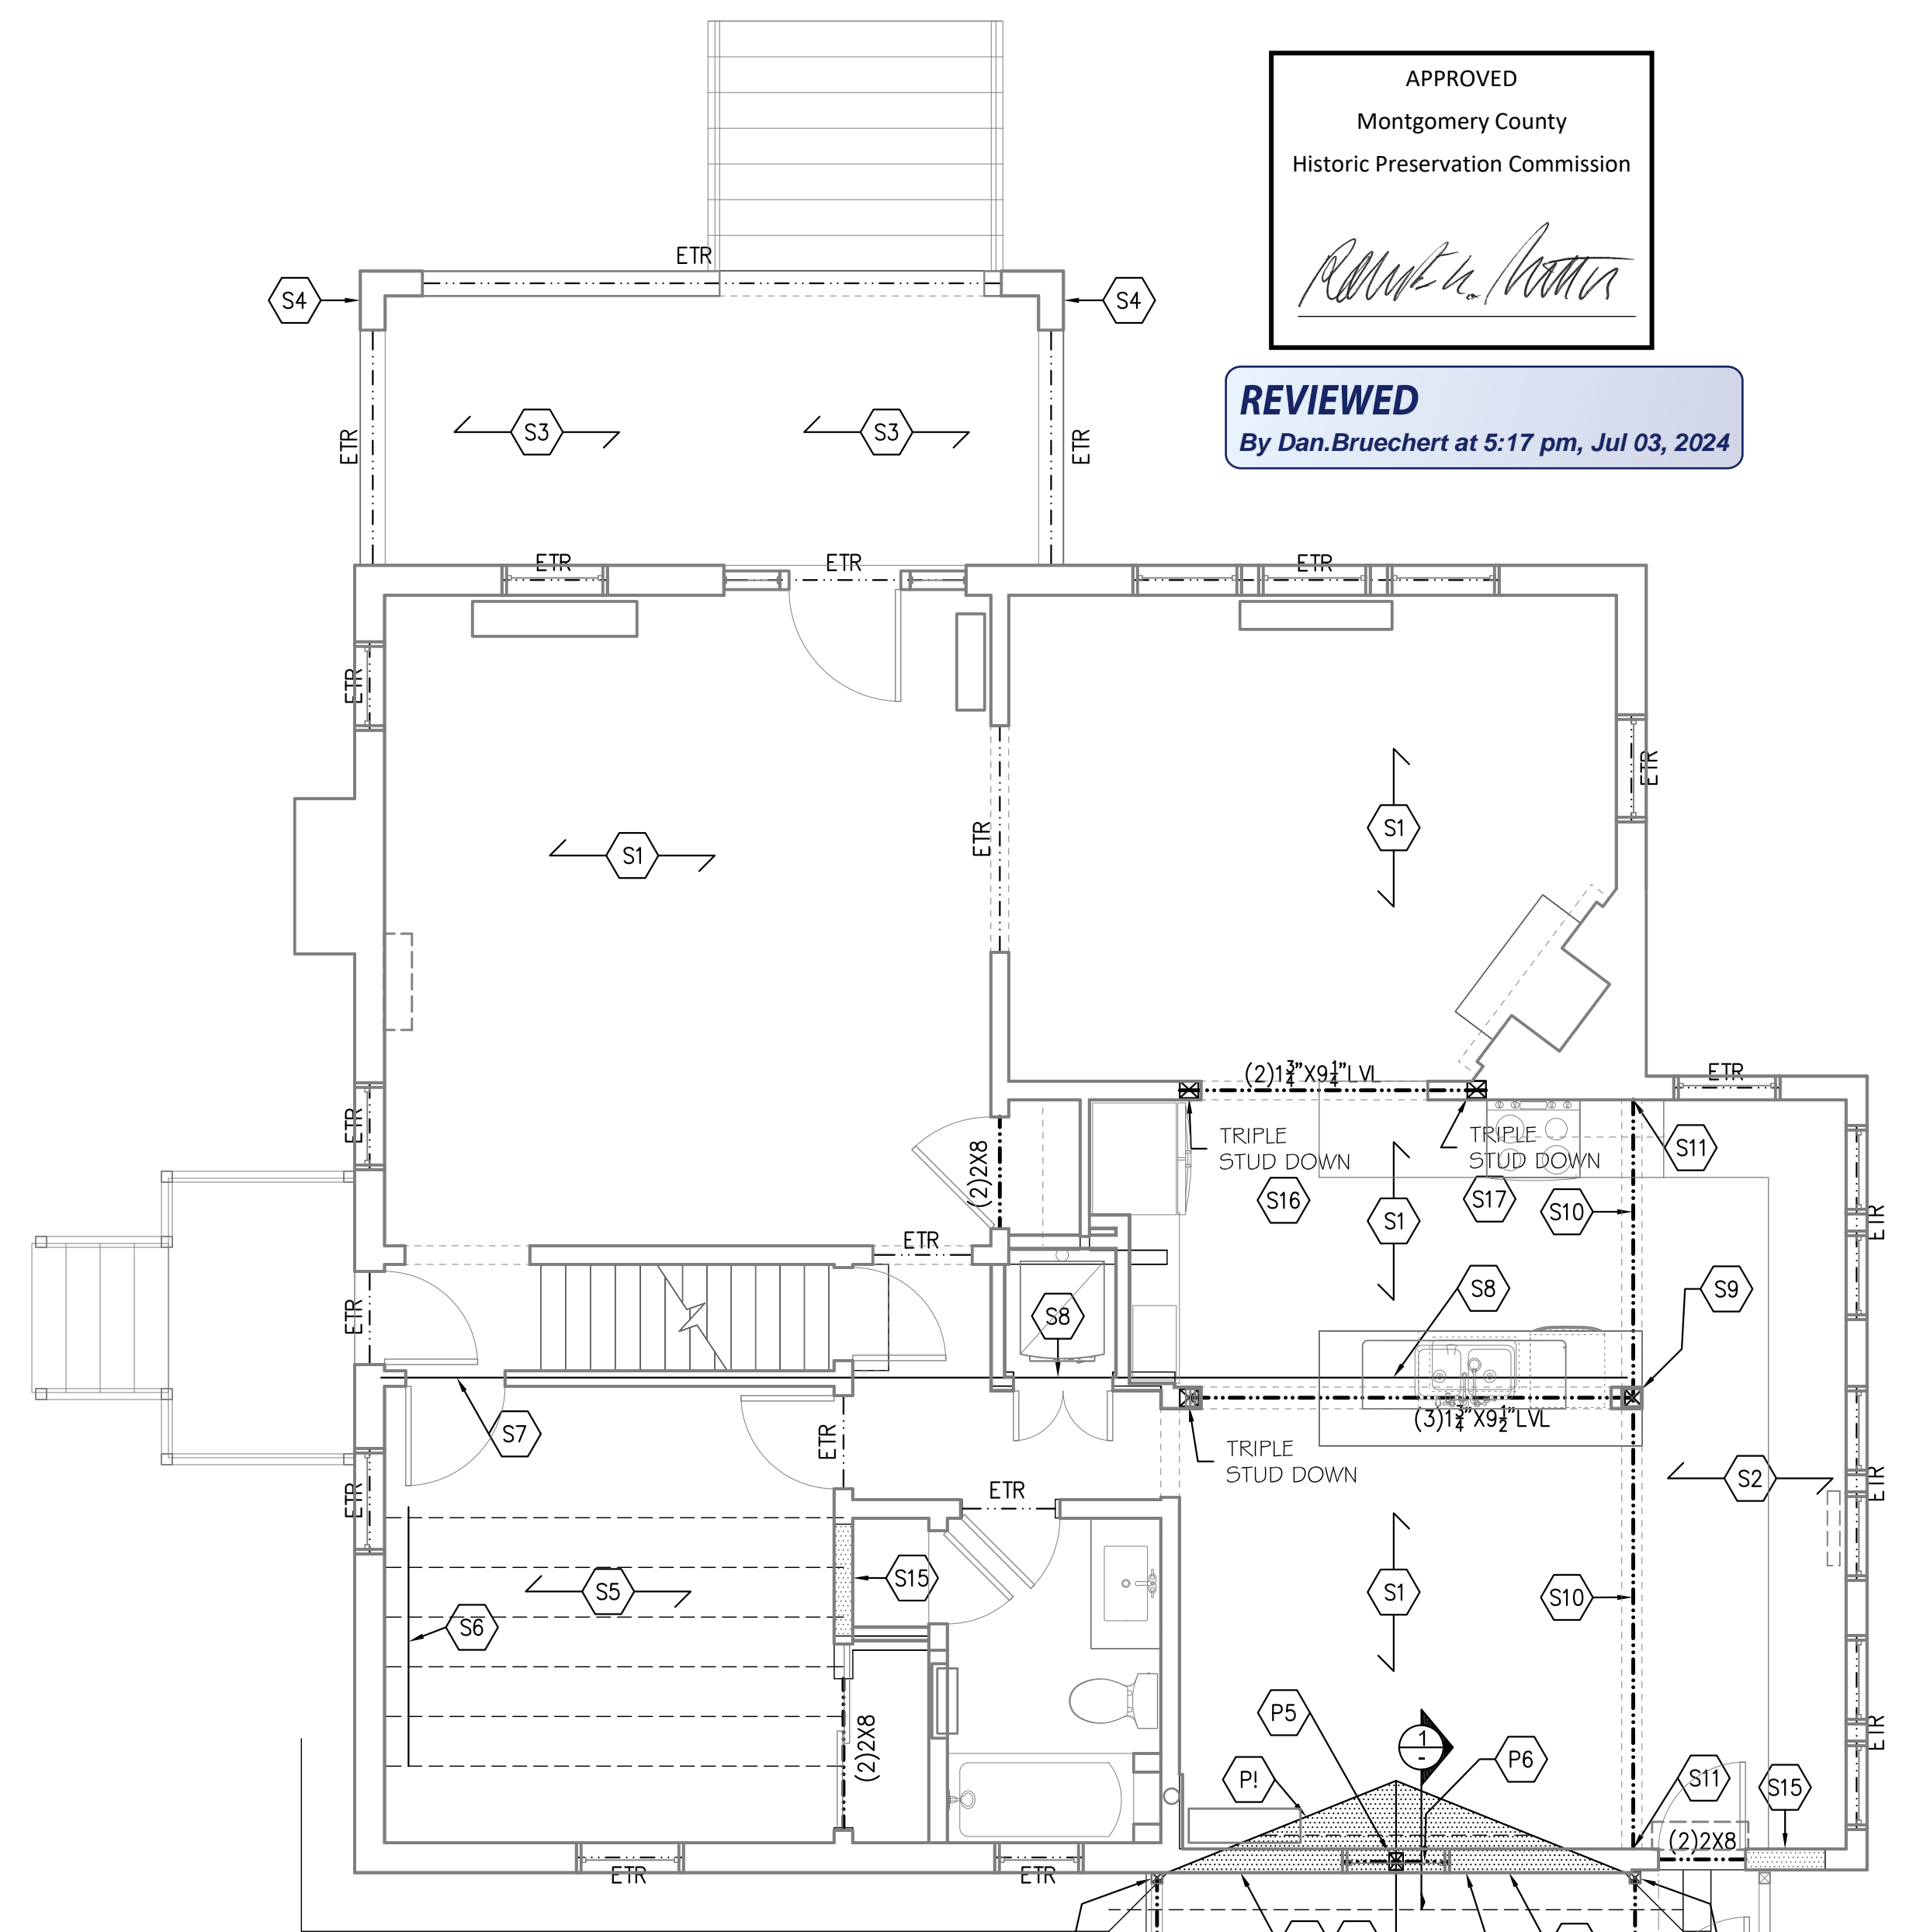 APPROVED
Montgomery County
Historic Preservation Commission
REVIEWED
By Dan.Bruechert at 5:17 pm, Jul 03, 2024
ETR
S4
S4
S3
S3
ETR
ETR
ETR
ETR
ETR
ETR
ETR
S1
S1
ETR
(2)1¾"X9¼"LVL
ETR
ETR
(2)2X8
TRIPLE
STUD DOWN
TRIPLE
STUD DOWN
S11
S16
S1
S17
S10
ETR
ETR
ETR
S8
S8
S9
(3)1¾"X9½"LVL
S7
ETR
TRIPLE
STUD DOWN
S2
ETR
ETR
ETR
S15
S5
S6
S1
S10
(2)2X8
P5
1
-
P6
P!
S11
S15
ETR
(2)2X8
ETR
ETR